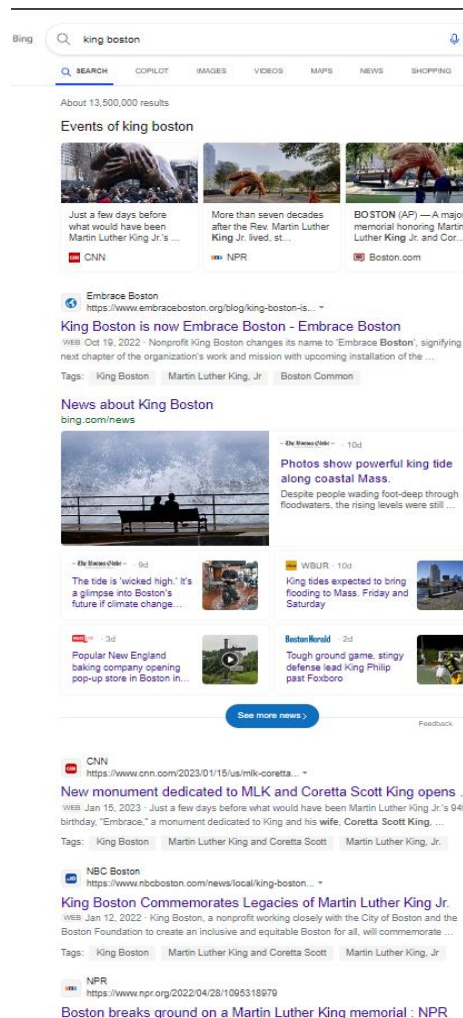 Bing
king boston
SEARCH COPILOT IMAGES VIDEOS MAPS NEWS SHOPPING
About 13,500,000 results
Events of king boston
Just a few days before
what would have been
Martin Luther King Jr.'s ...
CNN
More than seven decades
after the Rev. Martin Luther
King Jr. lived, st...
NPR
BOSTON (AP) — A major
memorial honoring Martin
Luther King Jr. and Cor...
Boston.com
Embrace Boston
https://www.embraceboston.org/blog/king-boston-is...
King Boston is now Embrace Boston - Embrace Boston
WEB Oct 19, 2022 · Nonprofit King Boston changes its name to 'Embrace Boston', signifying
next chapter of the organization's work and mission with upcoming installation of the ...
Tags: King Boston Martin Luther King, Jr Boston Common
News about King Boston
bing.com/news
The Boston Globe · 10d
Photos show powerful king tide
along coastal Mass.
Despite people wading foot-deep through
floodwaters, the rising levels were still ...
The Boston Globe · 9d
The tide is 'wicked high.' It's
a glimpse into Boston's
future if climate change...
WBUR · 10d
King tides expected to bring
flooding to Mass. Friday and
Saturday
· 3d
Popular New England
baking company opening
pop-up store in Boston in...
Boston Herald · 2d
Tough ground game, stingy
defense lead King Philip
past Foxboro
See more news
Feedback
CNN
https://www.cnn.com/2023/01/15/us/mlk-coretta...
New monument dedicated to MLK and Coretta Scott King opens .
WEB Jan 15, 2023 · Just a few days before what would have been Martin Luther King Jr.'s 94t
birthday, "Embrace," a monument dedicated to King and his wife, Coretta Scott King, ...
Tags: King Boston Martin Luther King and Coretta Scott Martin Luther King, Jr.
NBC Boston
https://www.nbcboston.com/news/local/king-boston...
King Boston Commemorates Legacies of Martin Luther King Jr.
WEB Jan 12, 2022 · King Boston, a nonprofit working closely with the City of Boston and the
Boston Foundation to create an inclusive and equitable Boston for all, will commemorate ...
Tags: King Boston Martin Luther King and Coretta Scott Martin Luther King, Jr
NPR
https://www.npr.org/2022/04/28/1095318979
Boston breaks ground on a Martin Luther King memorial : NPR